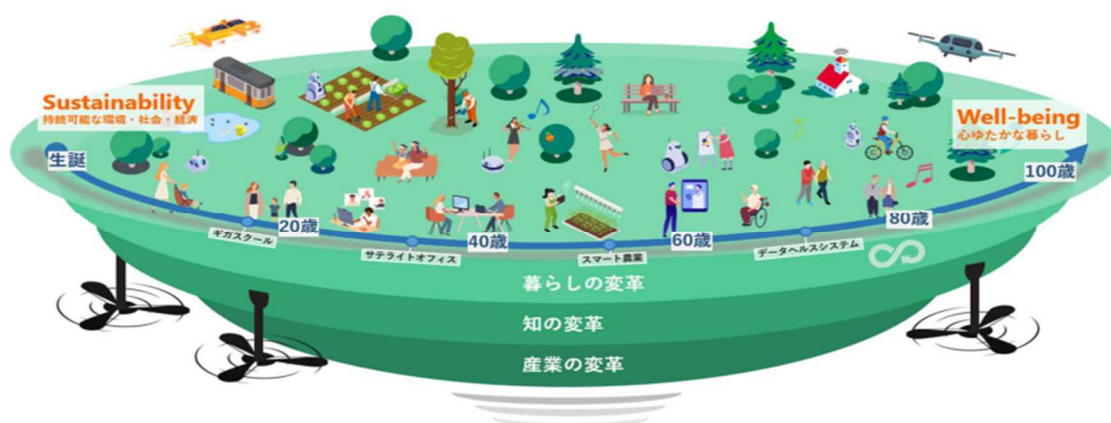 Sustainability
持続可能な環境・社会・経済
Well-being
心ゆたかな暮らし
生誕
20歳
40歳
60歳
80歳
100歳
ギガスクール
サテライトオフィス
スマート農業
データヘルスシステム
暮らしの変革
知の変革
産業の変革